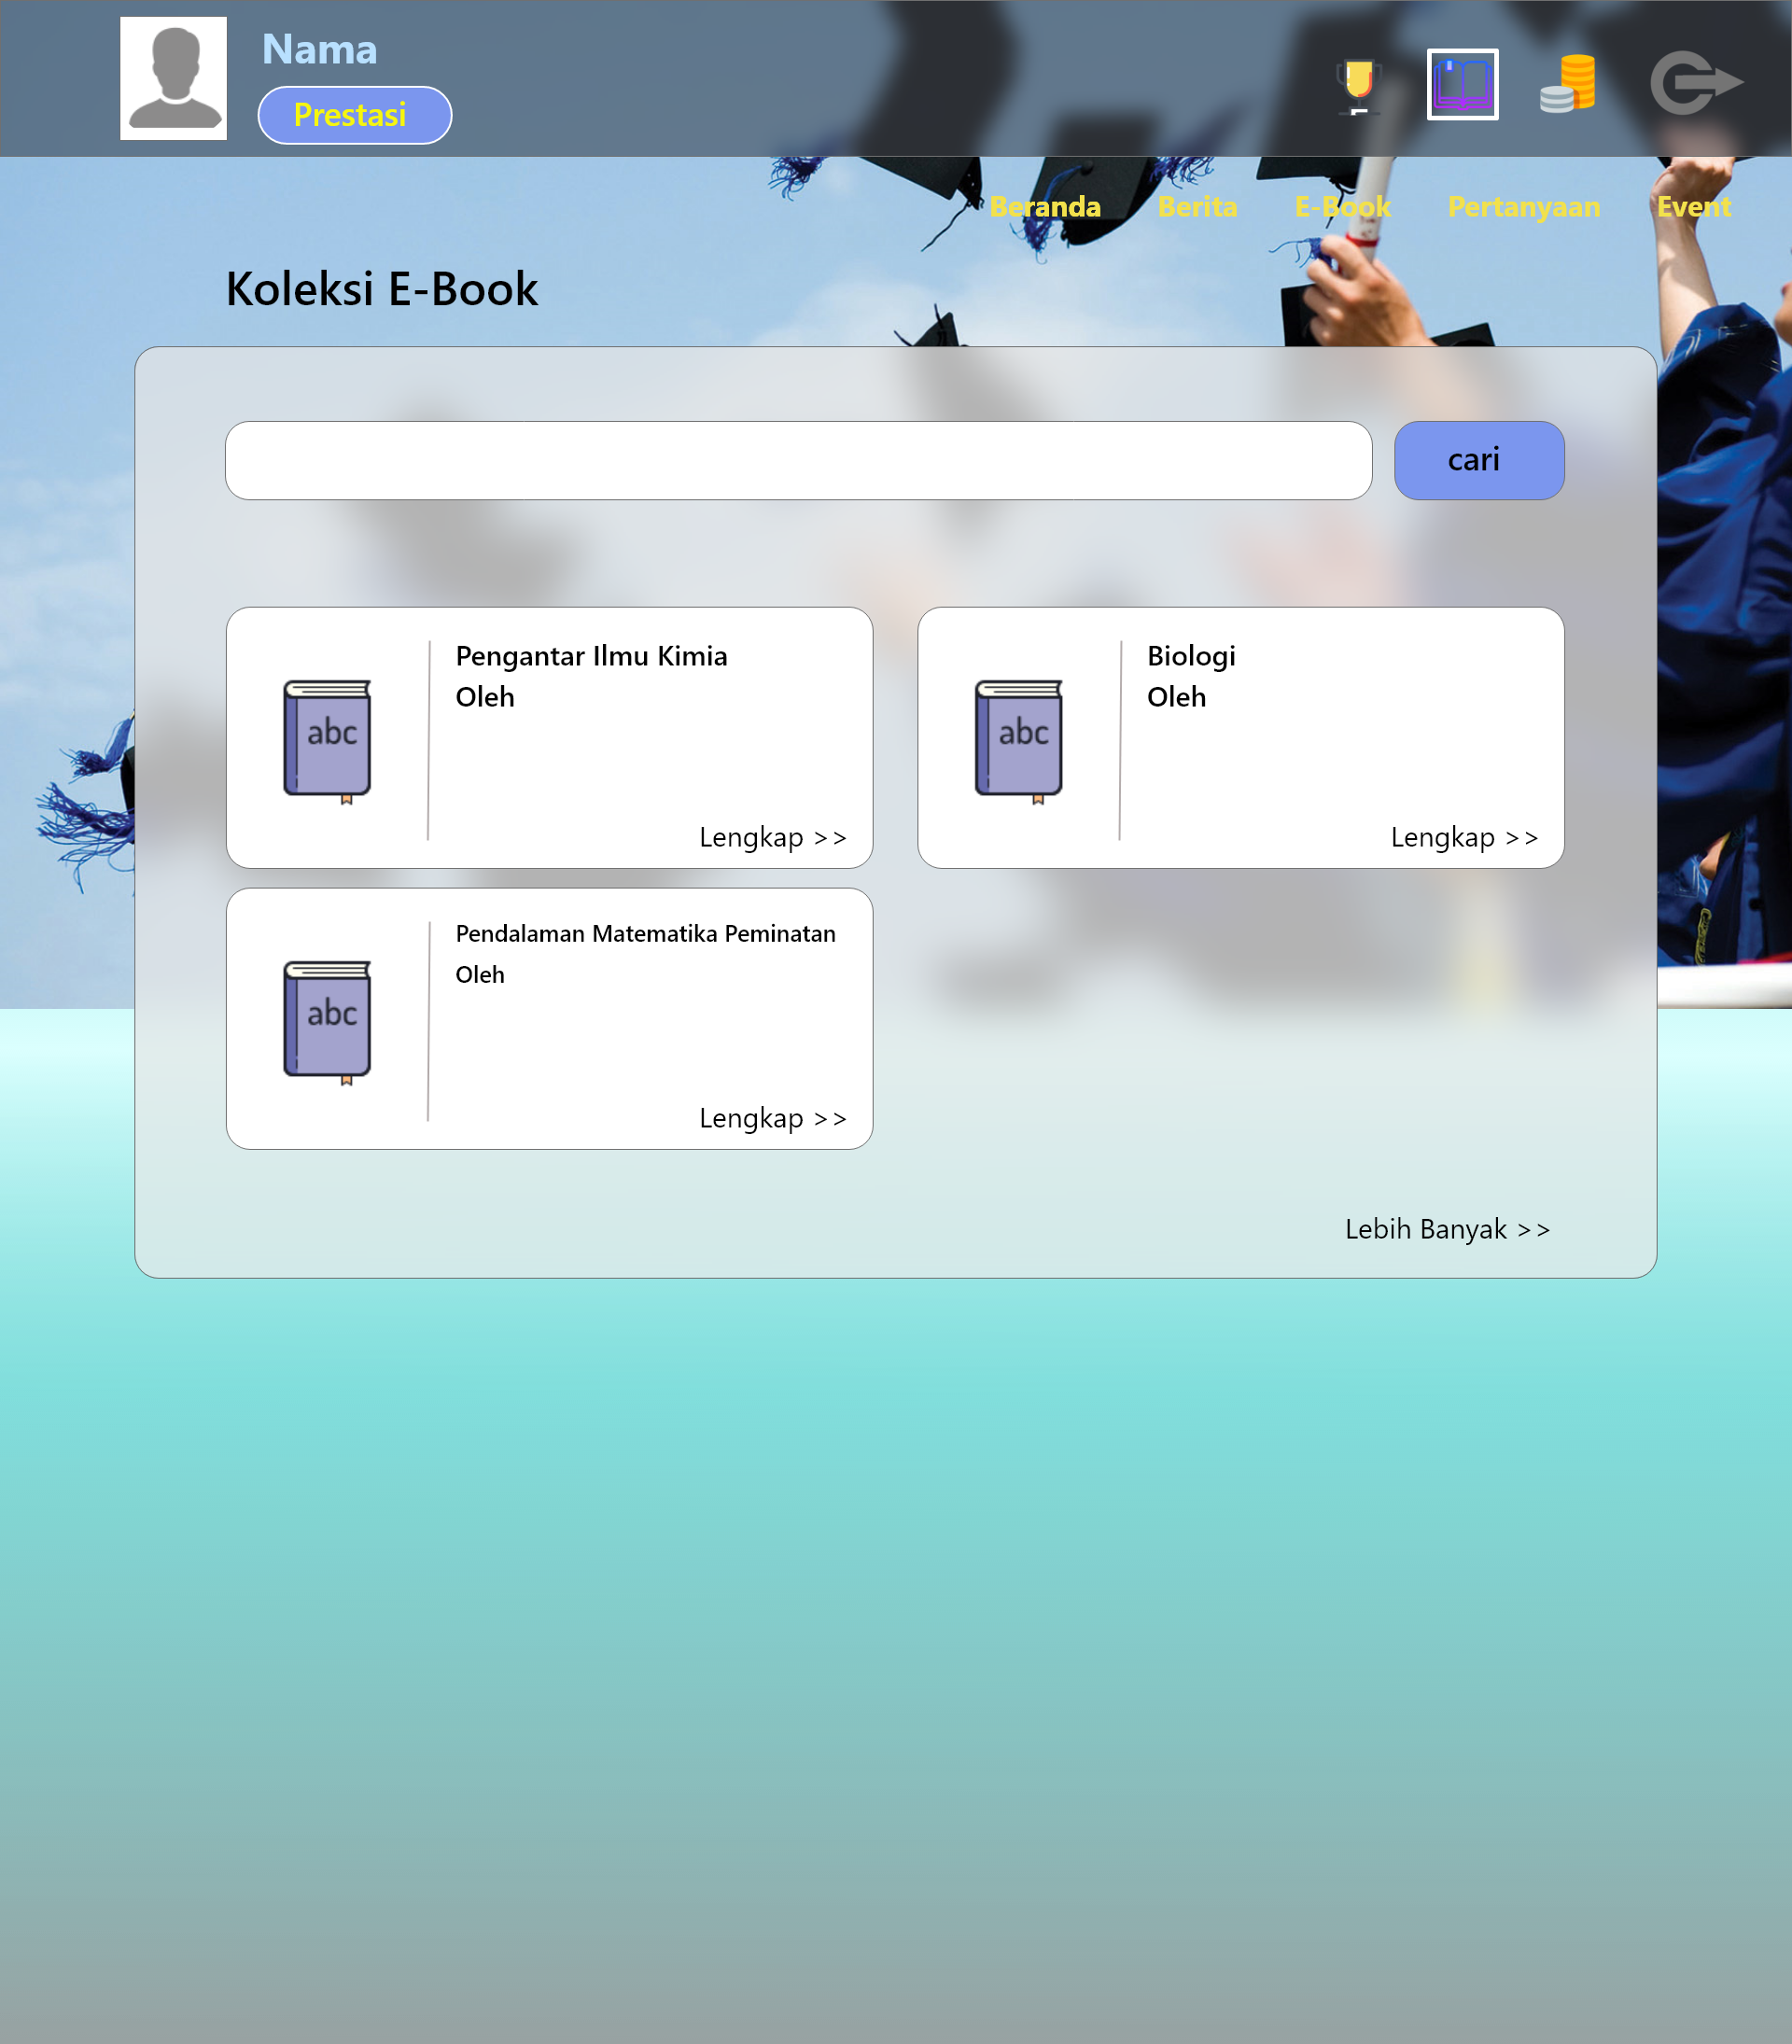 Nama
Prestasi
Beranda Berita E-Book Pertanyaan Event
Koleksi E-Book
cari
abc
Pengantar Ilmu Kimia
Oleh
Lengkap >>
abc
Biologi
Oleh
Lengkap >>
abc
Pendalaman Matematika Peminatan
Oleh
Lengkap >>
Lebih Banyak >>